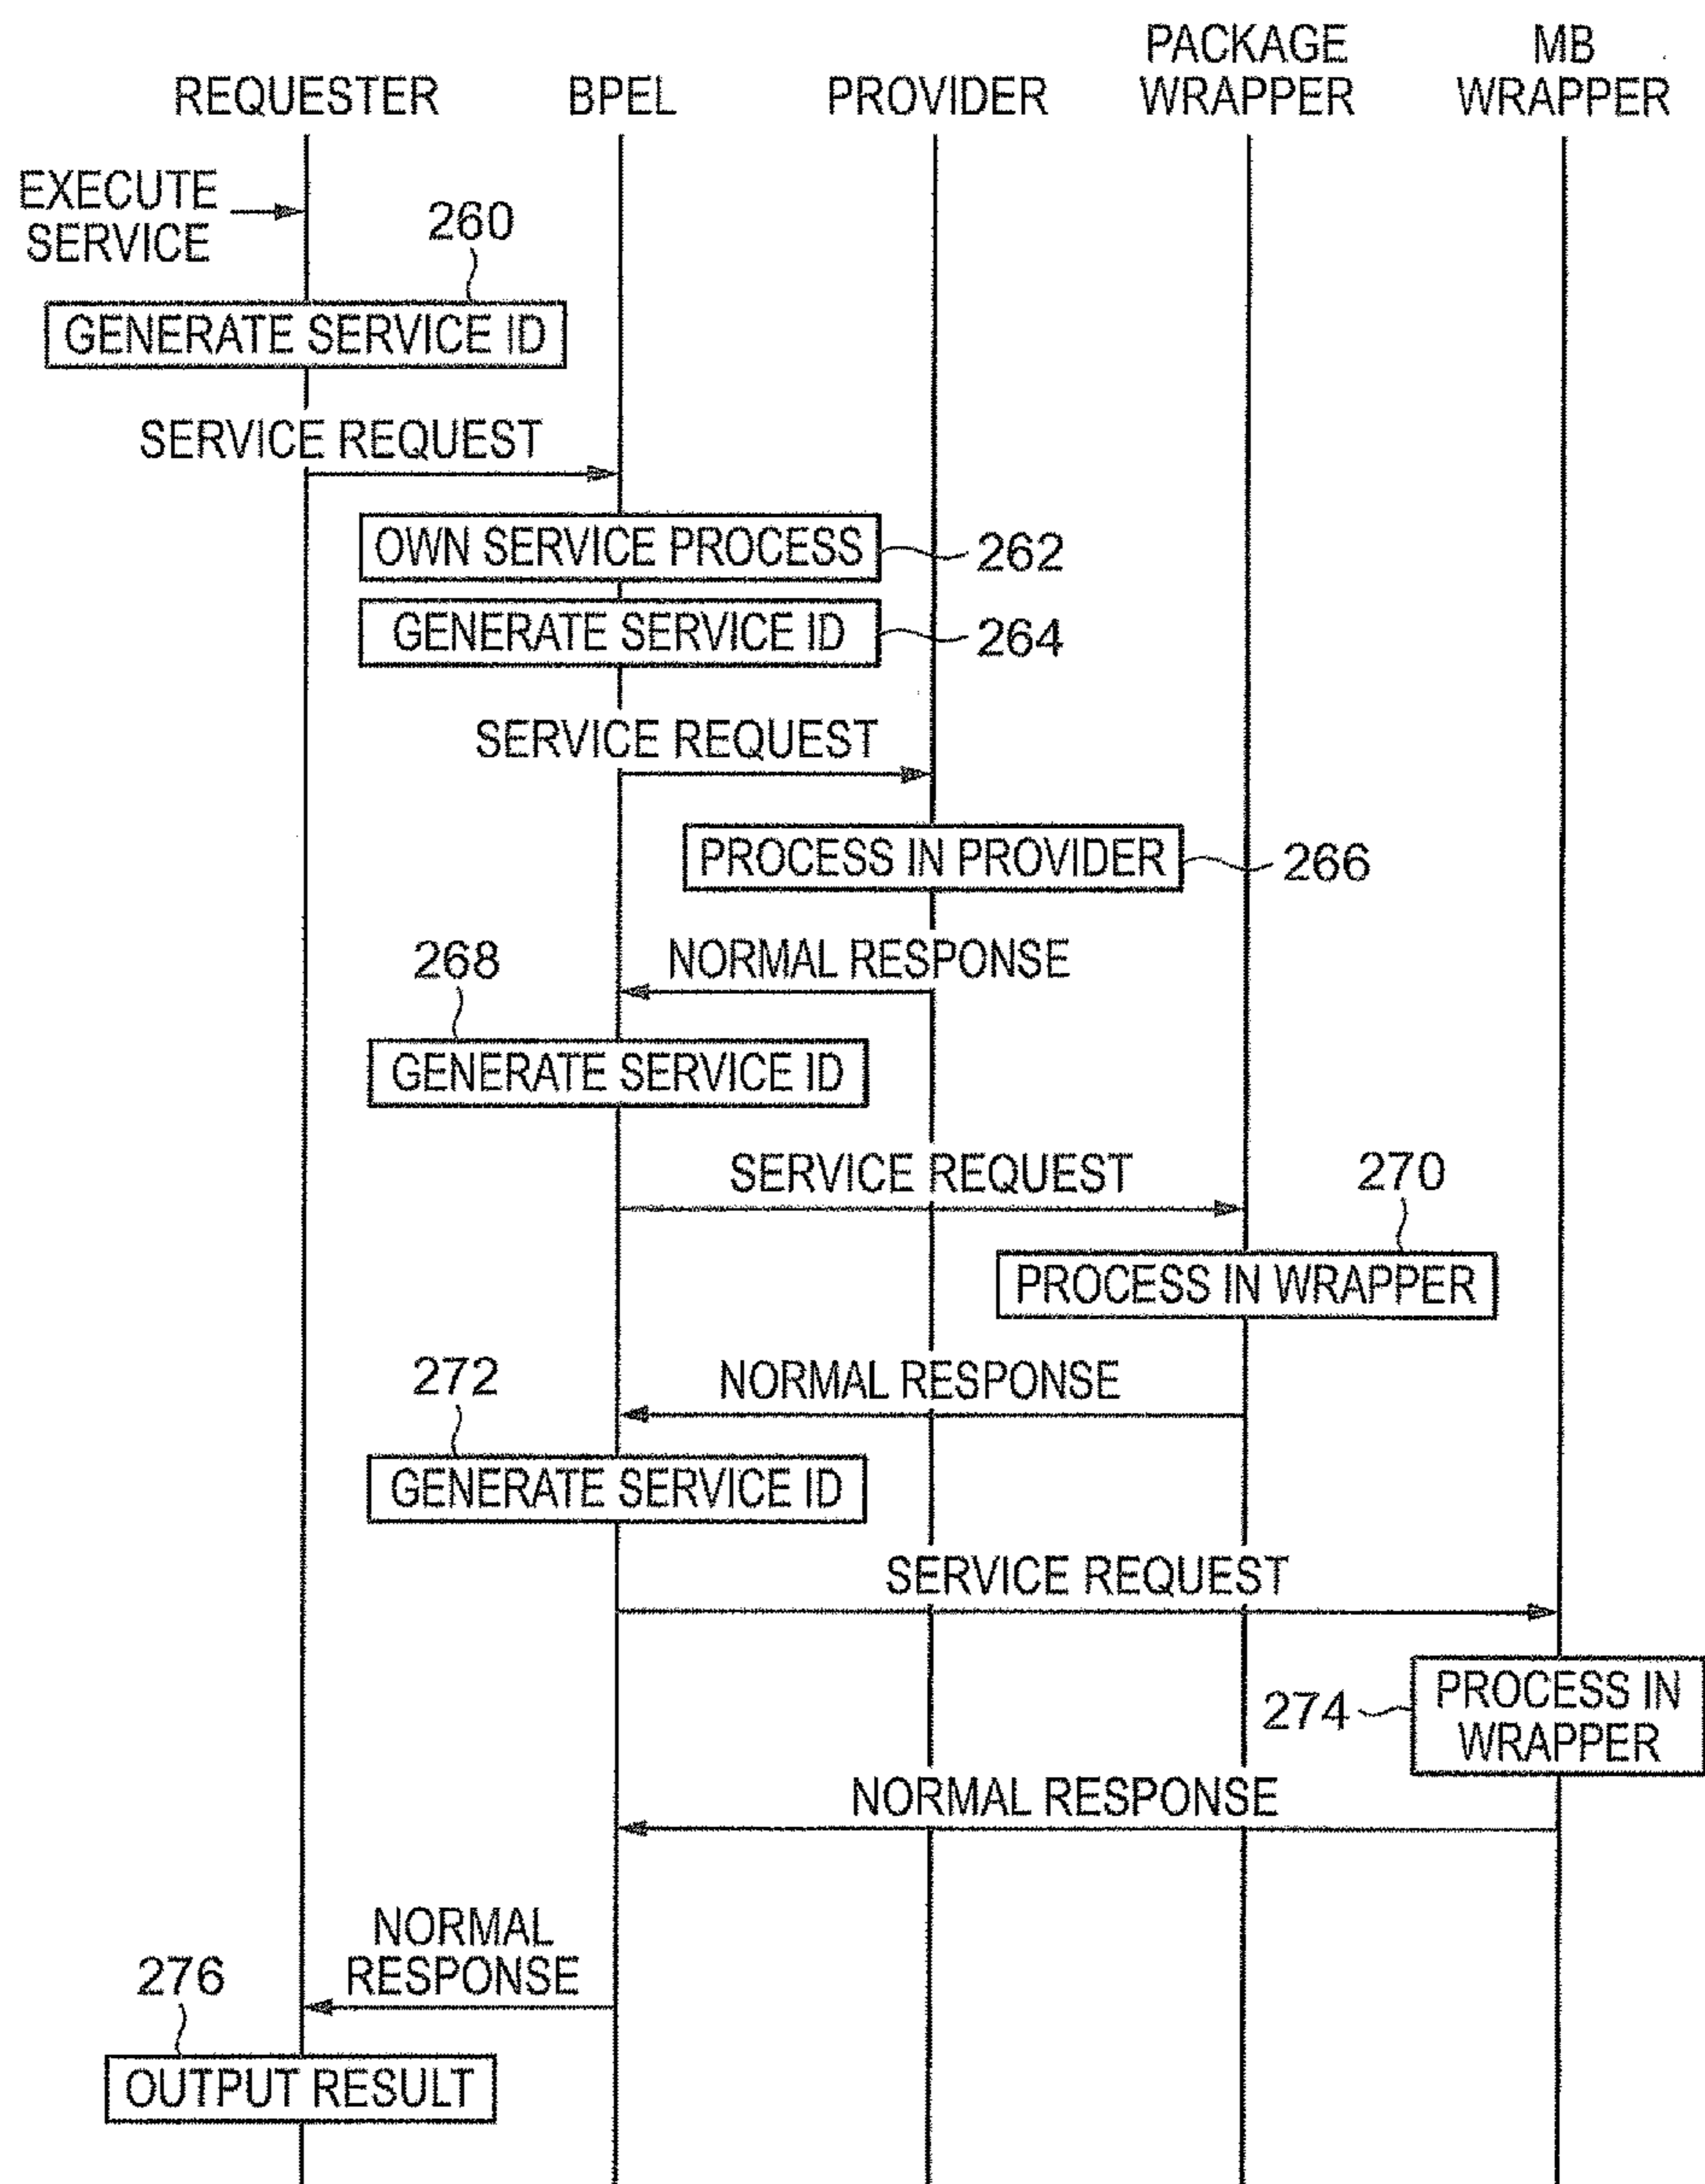 PACKAGE
MB
REQUESTER
BPEL
PROVIDER
WRAPPER
WRAPPER
EXECUTE
SERVICE
260
GENERATE SERVICE ID
SERVICE REQUEST
OWN SERVICE PROCESS
262
GENERATE SERVICE ID
264
SERVICE REQUEST
PROCESS IN PROVIDER
266
268
NORMAL RESPONSE
GENERATE SERVICE ID
SERVICE REQUEST
270
PROCESS IN WRAPPER
272
NORMAL RESPONSE
GENERATE SERVICE ID
SERVICE REQUEST
274
PROCESS IN
WRAPPER
NORMAL RESPONSE
NORMAL
RESPONSE
276
OUTPUT RESULT